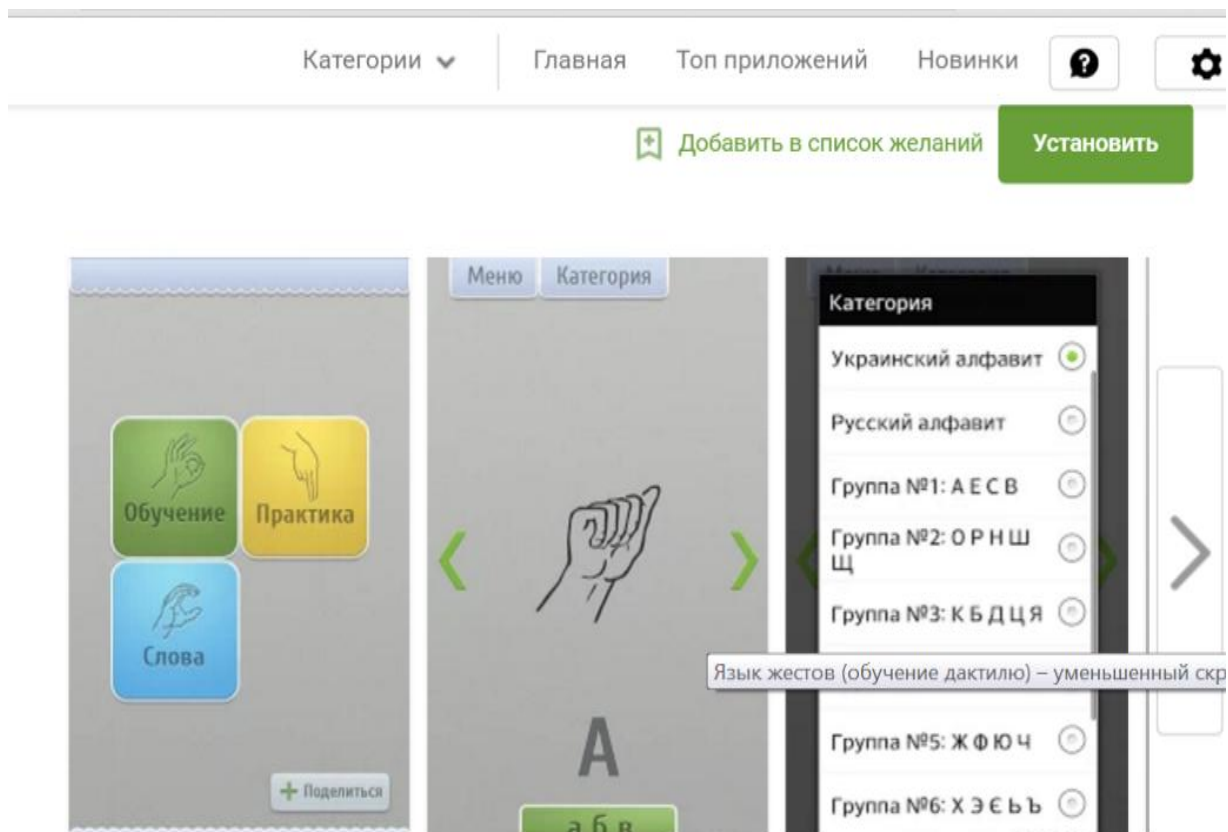 Категории
Главная
Топ приложений
Новинки
Добавить в список желаний
Установить
Обучение
Практика
Слова
Поделиться
Меню
Категория
А
а б в
Категория
Украинский алфавит
Русский алфавит
Группа №1: А Е С В
Группа №2: О Р Н Ш
Щ
Группа №3: К Б Д Ц Я
Язык жестов (обучение дактилю) – уменьшенный скр
Группа №5: Ж Ф Ю Ч
Группа №6: Х Э Є Ь Ъ